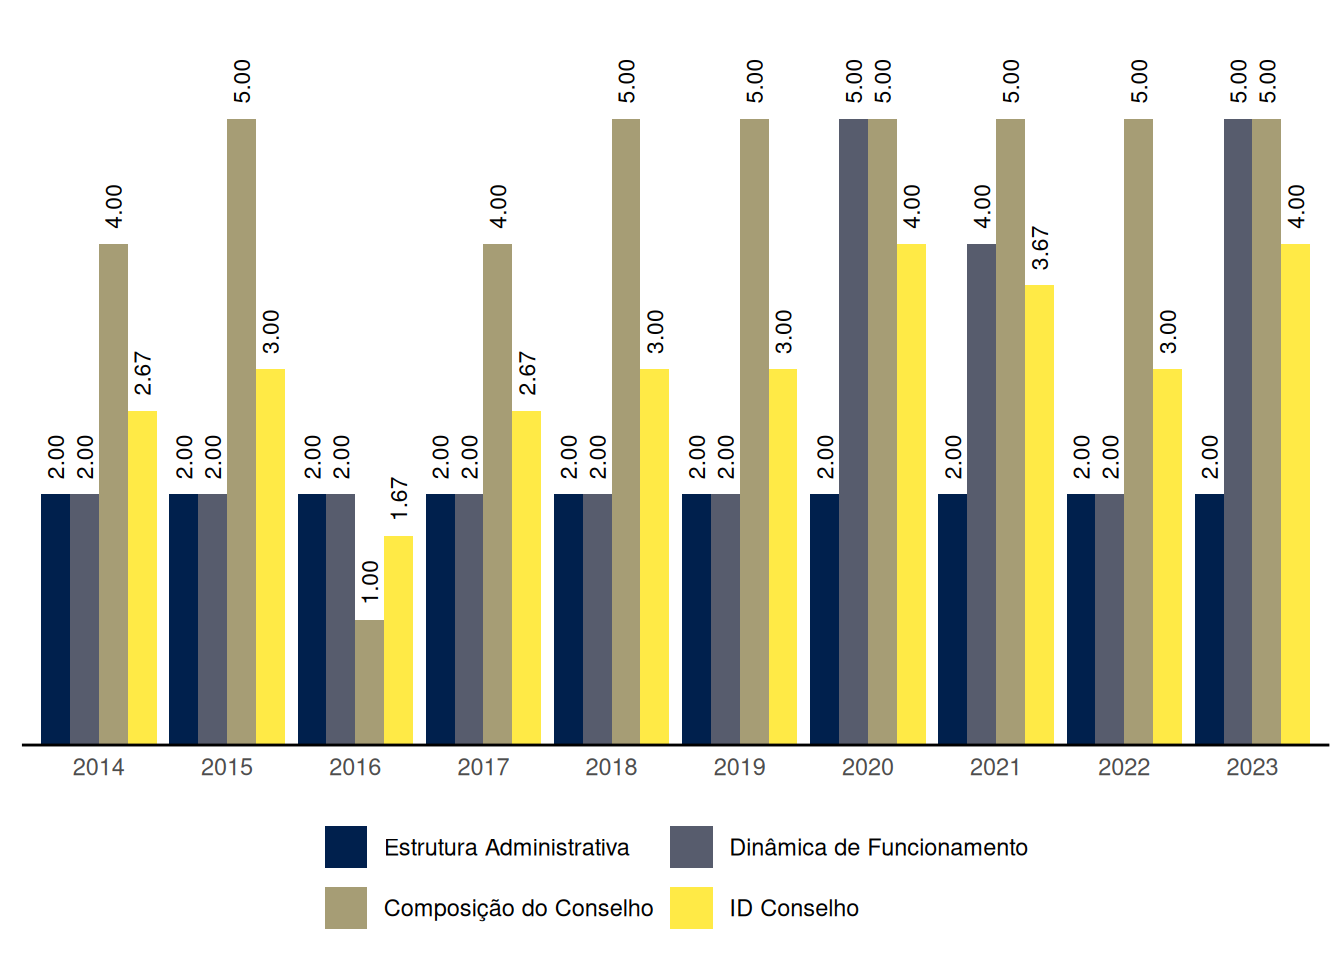 2.00 2.00 4.00 2.67
2.00 2.00 5.00 3.00
2.00 2.00 1.00 1.67
2.00 2.00 4.00 2.67
2.00 2.00 5.00 3.00
2.00 2.00 5.00 3.00
2.00 5.00 5.00 4.00
2.00 4.00 5.00 3.67
2.00 2.00 5.00 3.00
2.00 5.00 5.00 4.00
2014 2015 2016 2017 2018 2019 2020 2021 2022 2023
Estrutura Administrativa Dinâmica de Funcionamento
Composição do Conselho ID Conselho